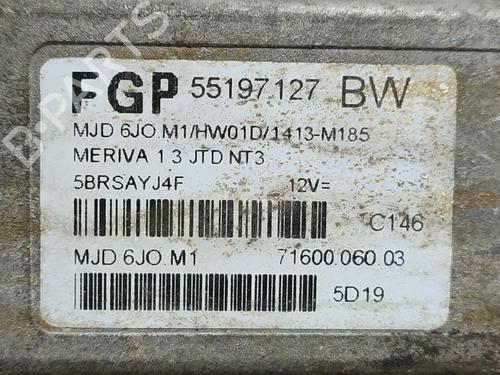 FGP 55197127 BW
MJD 6JO.M1/HW01D/1413-M185
MERIVA 1 3 JTD NT3
5BRSAYJ4F 12V=
C146
MJD 6JO.M1 71600.060.03
5D19
B-PARTS